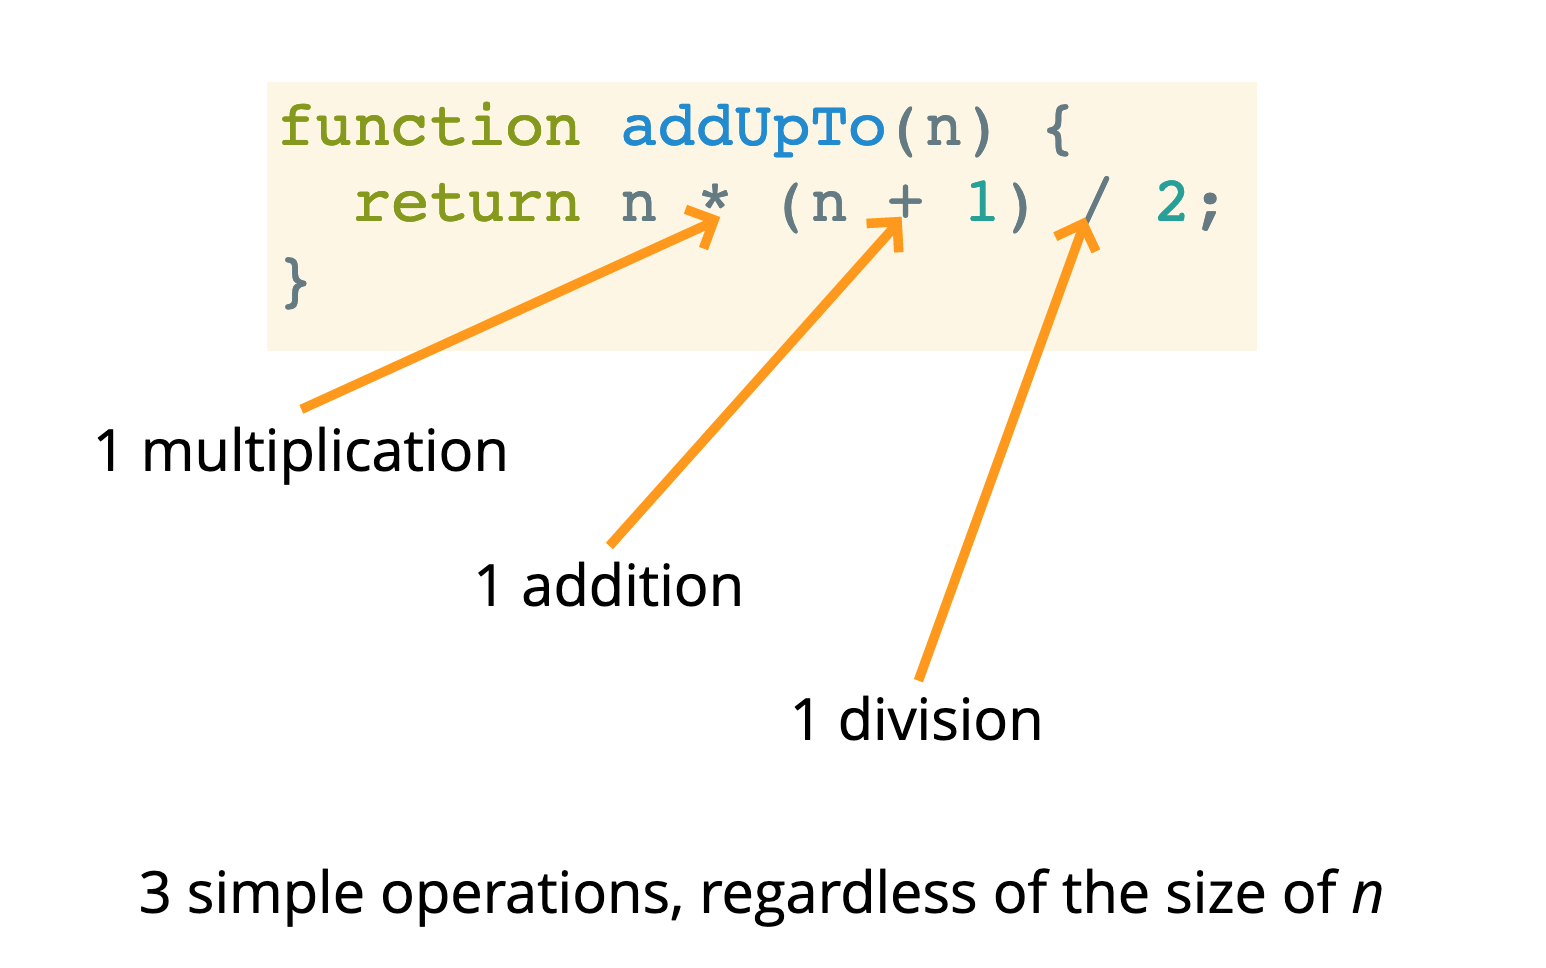 function addUpTo(n) {
  return n * (n + 1) / 2;
}
1 multiplication
1 addition
1 division
3 simple operations, regardless of the size of n